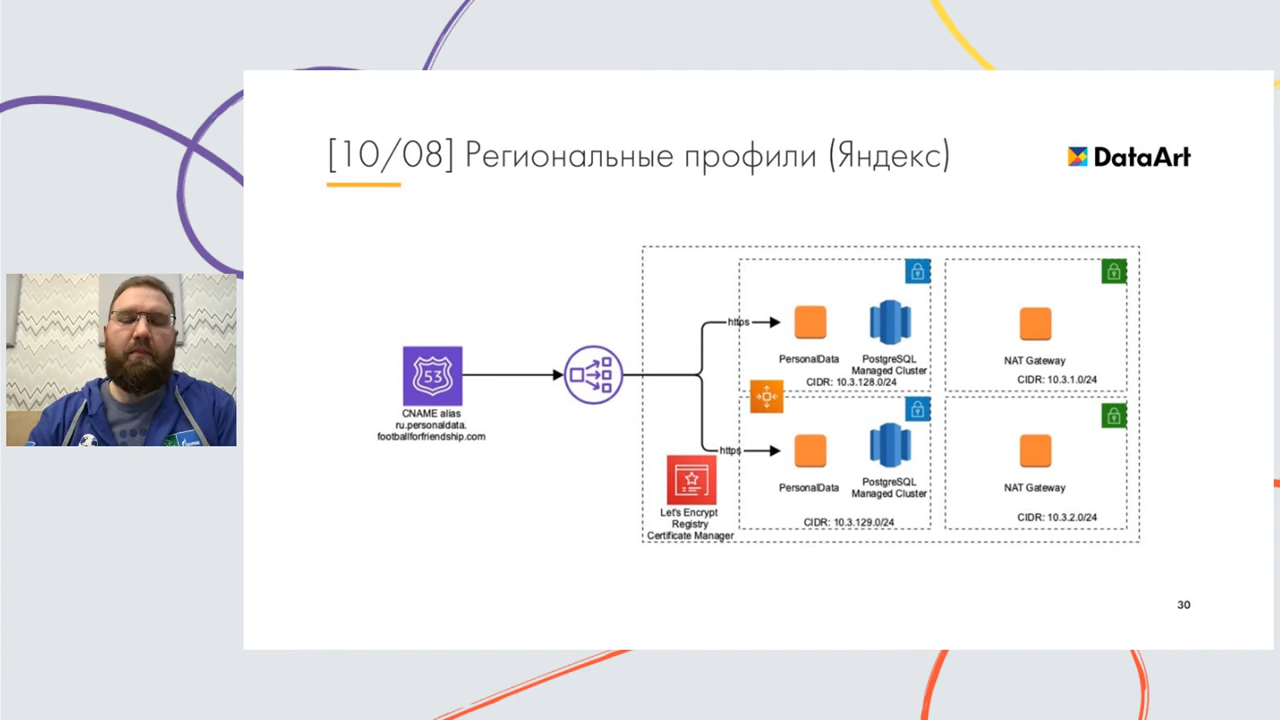 [10/08] Региональные профили (Яндекс)
DataArt
53
CNAME alias
ru.personaldata.
footballforfriendship.com
https
PersonalData
PostgreSQL
Managed Cluster
CIDR: 10.3.128.0/24
NAT Gateway
CIDR: 10.3.1.0/24
https
PersonalData
PostgreSQL
Managed Cluster
CIDR: 10.3.129.0/24
NAT Gateway
CIDR: 10.3.2.0/24
Let's Encrypt
Registry
Certificate Manager
30